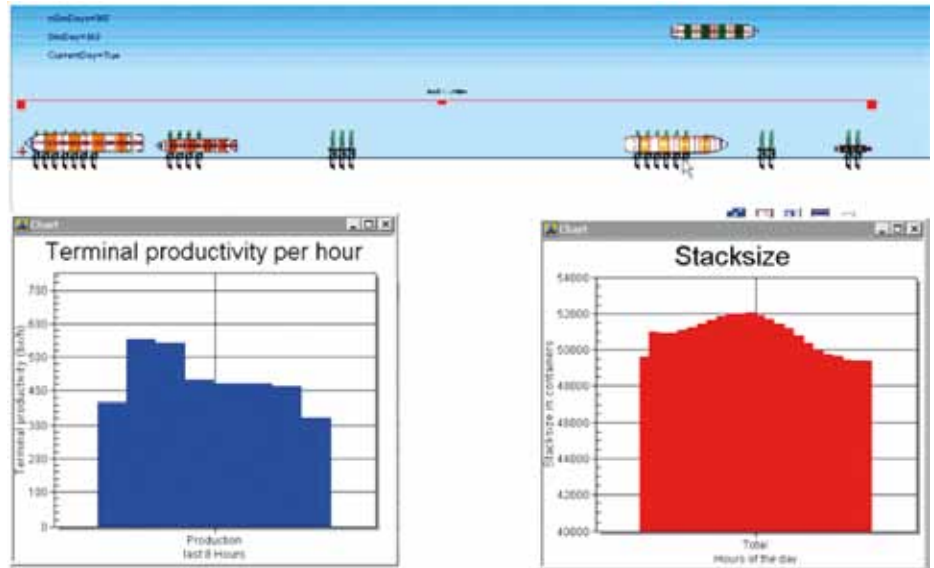 CurrentDay=True
Chart
Terminal productivity per hour
Terminal productivity (bx/h)
700
600
500
450
300
200
100
0
Production
last 8 Hours
Chart
Stacksize
Stacksize in containers
54000
52000
50000
48000
46000
44000
42000
40000
Total
Hours of the day